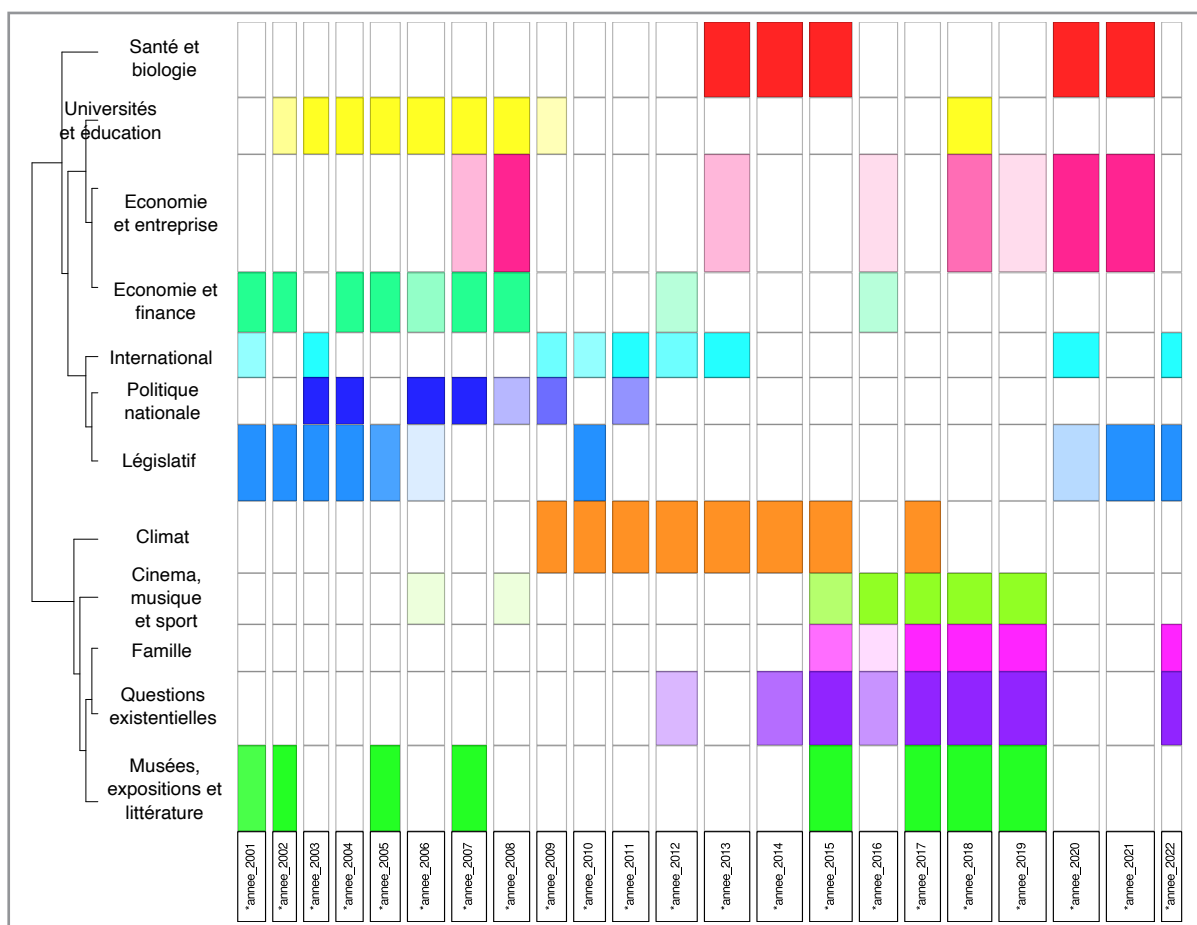 Santé et
biologie
Universités
et éducation
Economie
et entreprise
Economie et
finance
International
Politique
nationale
Législatif
Climat
Cinema,
musique
et sport
Famille
Questions
existentielles
Musées,
expositions et
littérature
*annee_2001
*annee_2002
*annee_2003
*annee_2004
*annee_2005
*annee_2006
*annee_2007
*annee_2008
*annee_2009
*annee_2010
*annee_2011
*annee_2012
*annee_2013
*annee_2014
*annee_2015
*annee_2016
*annee_2017
*annee_2018
*annee_2019
*annee_2020
*annee_2021
*annee_2022